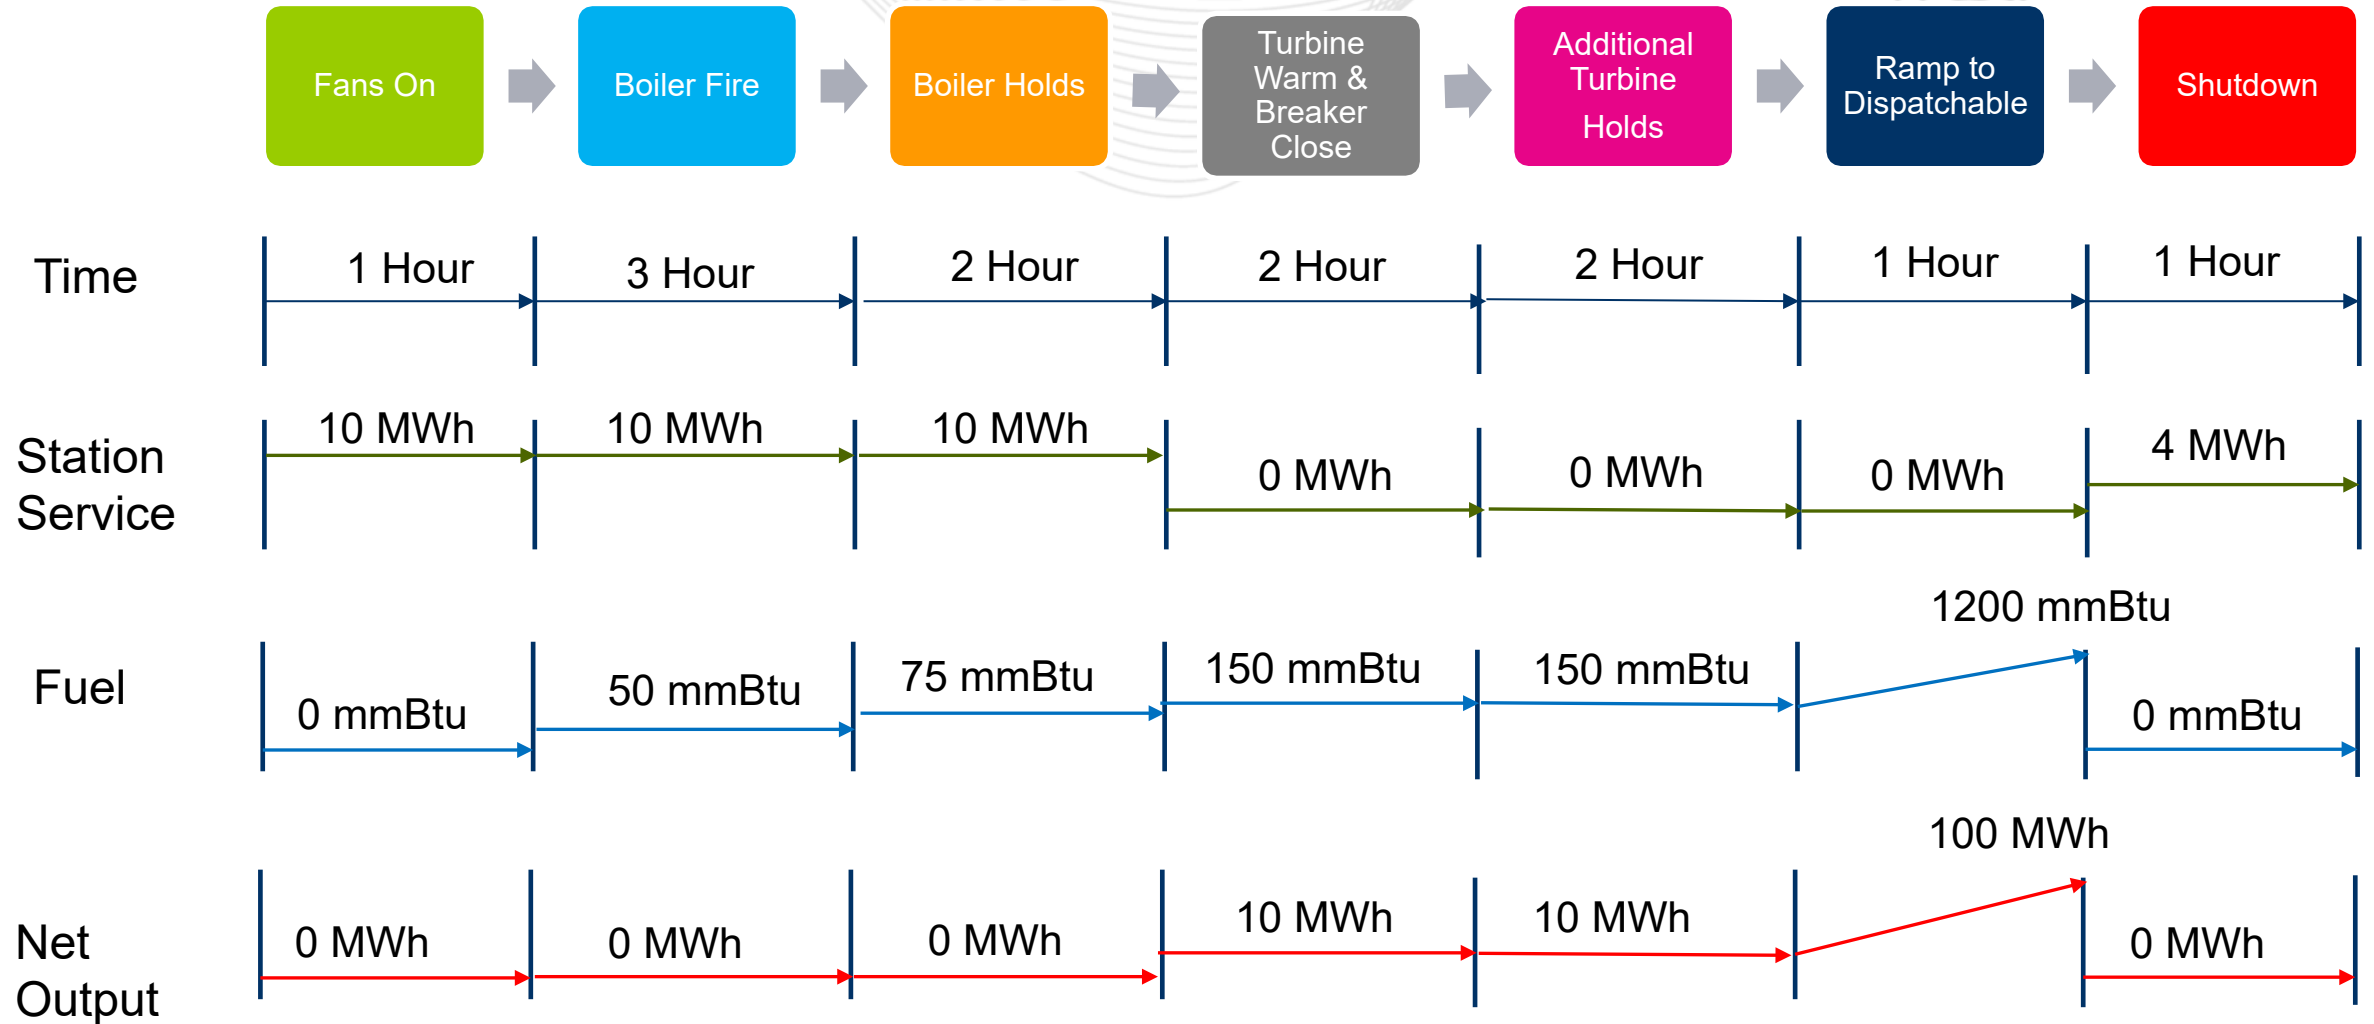 Fans On
Boiler Fire
Boiler Holds
Turbine
Warm &
Breaker
Close
Additional
Turbine
Holds
Ramp to
Dispatchable
Shutdown
Time
1 Hour
3 Hour
2 Hour
2 Hour
2 Hour
1 Hour
1 Hour
Station
Service
10 MWh
10 MWh
10 MWh
0 MWh
0 MWh
0 MWh
4 MWh
Fuel
0 mmBtu
50 mmBtu
75 mmBtu
150 mmBtu
150 mmBtu
1200 mmBtu
0 mmBtu
Net
Output
0 MWh
0 MWh
0 MWh
10 MWh
10 MWh
100 MWh
0 MWh